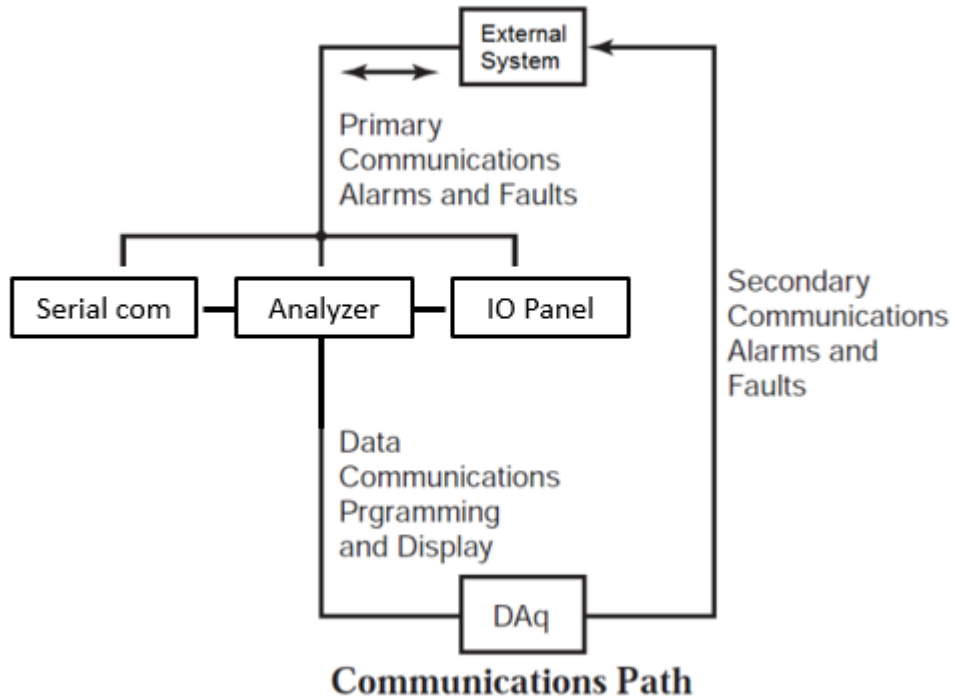 External
System
Primary
Communications
Alarms and Faults
Serial com
Analyzer
IO Panel
Secondary
Communications
Alarms and
Faults
Data
Communications
Prgramming
and Display
DAq
Communications Path